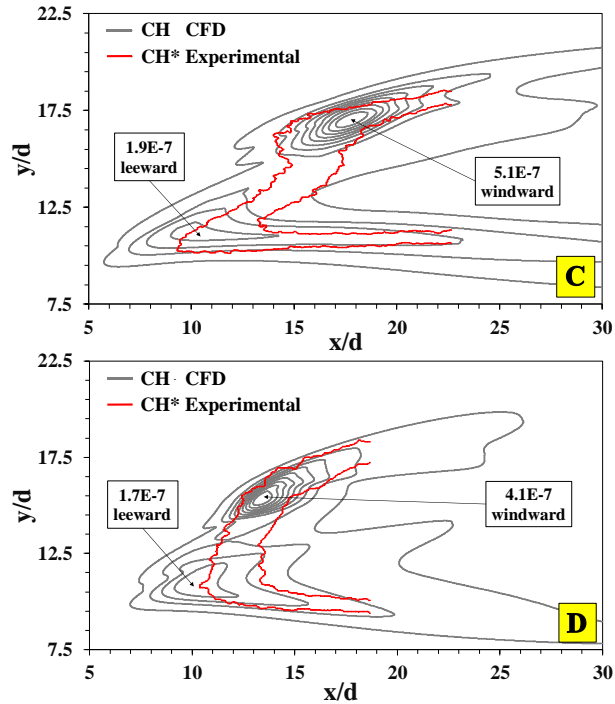 22.5
CH CFD
CH* Experimental
17.5
1.9E-7
leeward
5.1E-7
windward
y/d
12.5
C
7.5
5 10 15 20 25 30
x/d
22.5
CH - CFD
CH* Experimental
17.5
1.7E-7
leeward
4.1E-7
windward
y/d
12.5
D
7.5
5 10 15 20 25 30
x/d